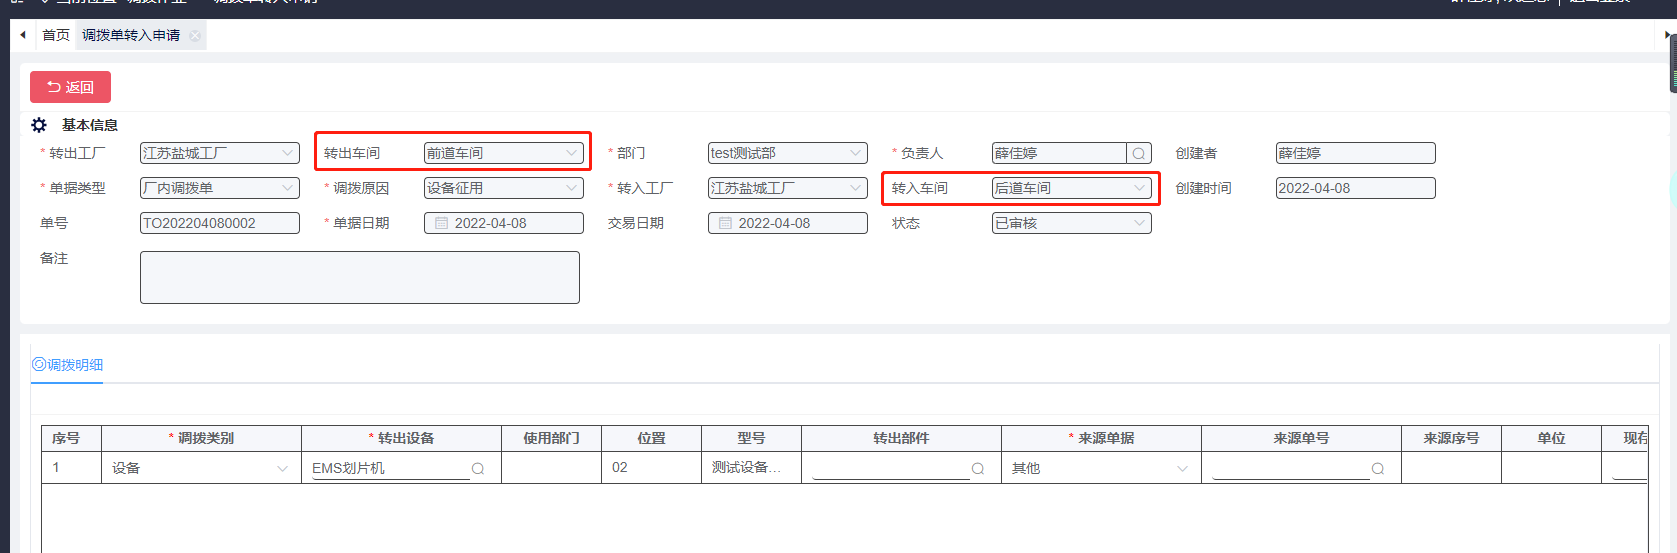 首页 调拨单转入申请
返回
基本信息
* 转出工厂 江苏盐城工厂 转出车间 前道车间 * 部门 test测试部 * 负责人 薛佳婷 创建者 薛佳婷
* 单据类型 厂内调拨单 * 调拨原因 设备征用 * 转入工厂 江苏盐城工厂 转入车间 后道车间 创建时间 2022-04-08
单号 TO202204080002 * 单据日期 2022-04-08 交易日期 2022-04-08 状态 已审核
备注
调拨明细
序号 * 调拨类别 * 转出设备 使用部门 位置 型号 转出部件 * 来源单据 来源单号 来源序号 单位 现存
1 设备 EMS划片机 02 测试设备... 其他